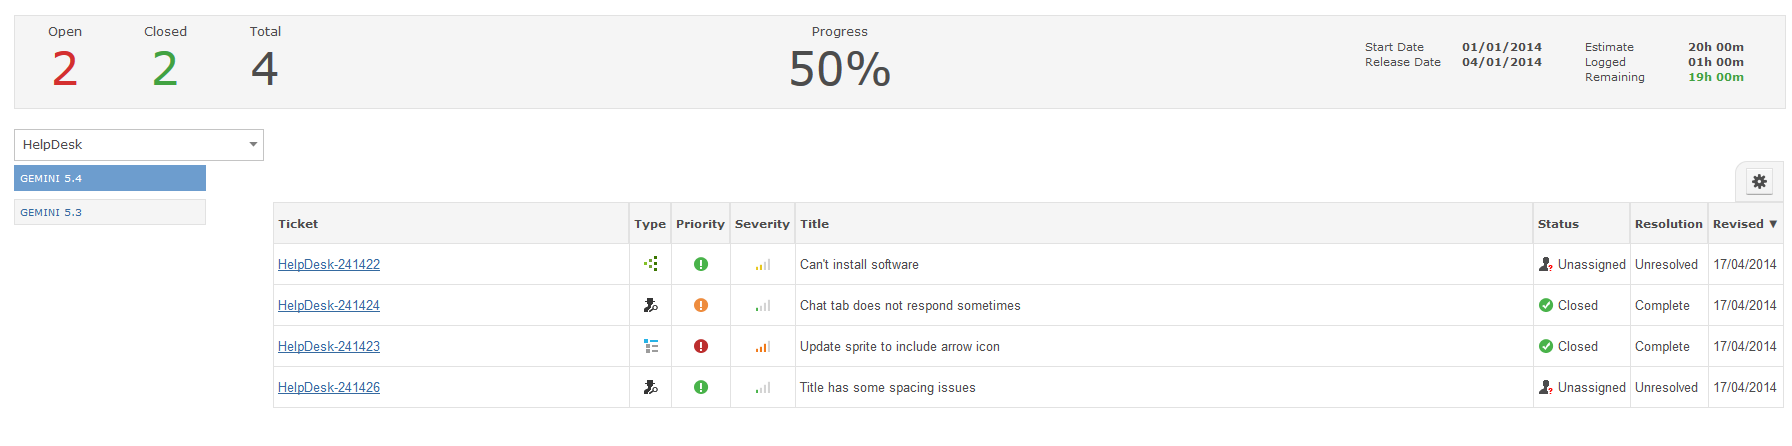 Open Closed Total Progress
2 2 4 50%
Start Date 01/01/2014 Estimate 20h 00m
Release Date 04/01/2014 Logged 01h 00m
Remaining 19h 00m
HelpDesk
GEMINI 5.4
GEMINI 5.3
Ticket Type Priority Severity Title Status Resolution Revised ▼
HelpDesk-241422 Can't install software Unassigned Unresolved 17/04/2014
HelpDesk-241424 Chat tab does not respond sometimes Closed Complete 17/04/2014
HelpDesk-241423 Update sprite to include arrow icon Closed Complete 17/04/2014
HelpDesk-241426 Title has some spacing issues Unassigned Unresolved 17/04/2014